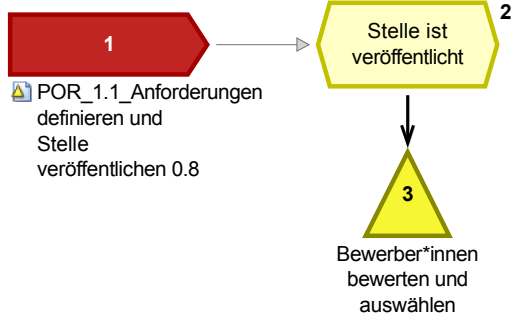 1
POR_1.1_Anforderungen
definieren und
Stelle
veröffentlichen 0.8
2
Stelle ist
veröffentlicht
3
Bewerber*innen
bewerten und
auswählen